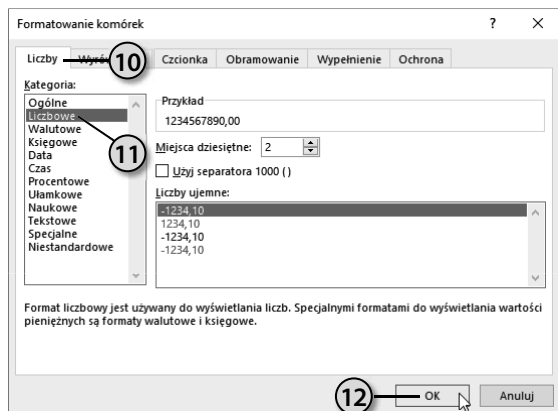 Formatowanie komórek ? X
Liczby 10 Czcionka Obramowanie Wypełnienie Ochrona
Kategoria:
Ogólne
Liczbowe
Walutowe
Księgowe
Data
Czas
Procentowe
Ułamkowe
Naukowe
Tekstowe
Specjalne
Niestandardowe
11
Przykład
1234567890,00
Miejsca dziesiętne: 2
Użyj separatora 1000 ( )
Liczby ujemne:
-1234,10
1234,10
-1234,10
-1234,10
Format liczbowy jest używany do wyświetlania liczb. Specjalnymi formatami do wyświetlania wartości
pieniężnych są formaty walutowe i księgowe.
12 OK Anuluj